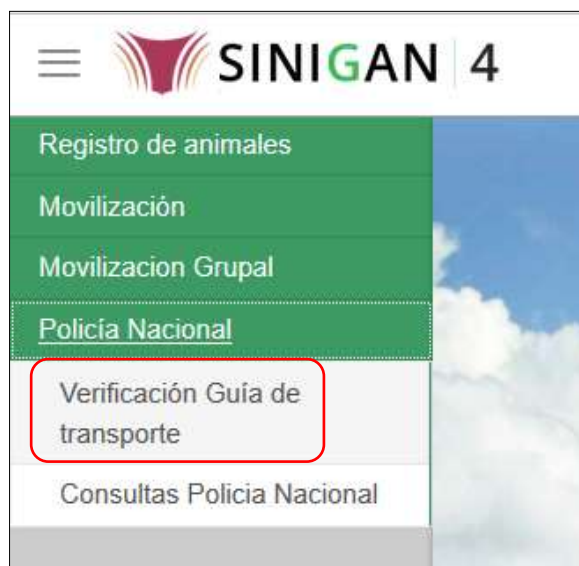 SINIGAN 4
Registro de animales
Movilización
Movilizacion Grupal
Policía Nacional
Verificación Guía de
transporte
Consultas Policia Nacional